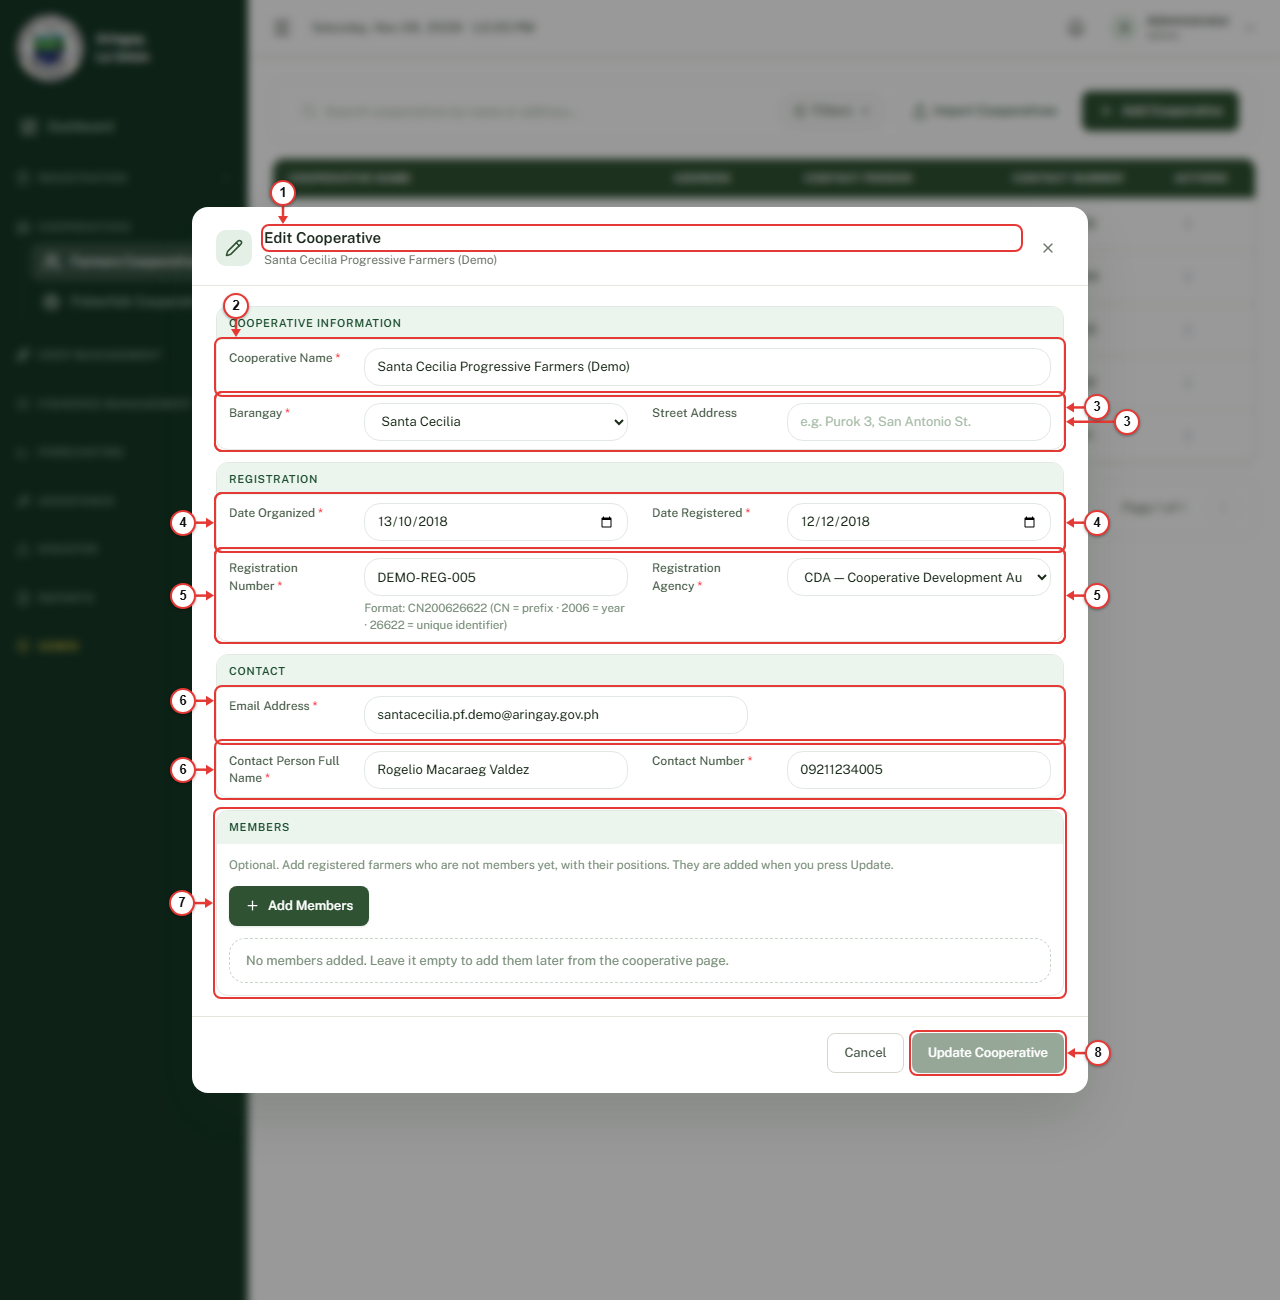 1
Edit Cooperative
Santa Cecilia Progressive Farmers (Demo)
2
COOPERATIVE INFORMATION
Cooperative Name *
Santa Cecilia Progressive Farmers (Demo)
Barangay *
Santa Cecilia
Street Address
e.g. Purok 3, San Antonio St.
3
3
REGISTRATION
4
Date Organized *
13/10/2018
Date Registered *
12/12/2018
4
5
Registration
Number *
DEMO-REG-005
Format: CN200626622 (CN = prefix · 2006 = year
· 26622 = unique identifier)
Registration
Agency *
CDA — Cooperative Development Au
5
CONTACT
6
Email Address *
santacecilia.pf.demo@aringay.gov.ph
6
Contact Person Full
Name *
Rogelio Macaraeg Valdez
Contact Number *
09211234005
MEMBERS
Optional. Add registered farmers who are not members yet, with their positions. They are added when you press Update.
7
+ Add Members
No members added. Leave it empty to add them later from the cooperative page.
Cancel
Update Cooperative
8